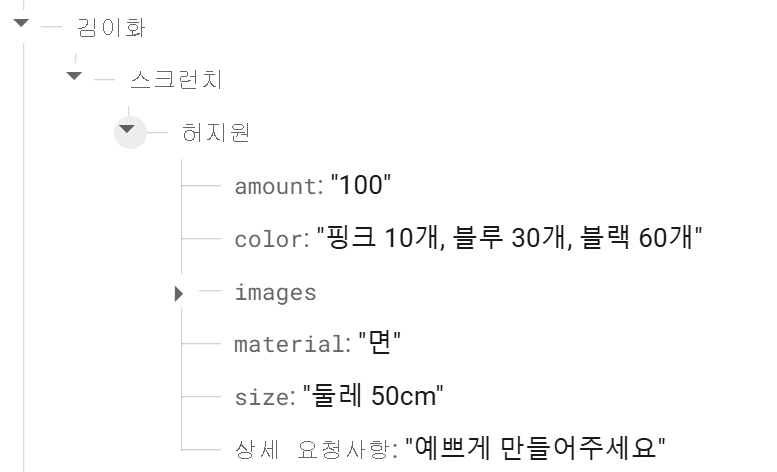 김이화
스크런치
허지원
amount: "100"
color: "핑크 10개, 블루 30개, 블랙 60개"
images
material: "면"
size: "둘레 50cm"
상세 요청사항: "예쁘게 만들어주세요"